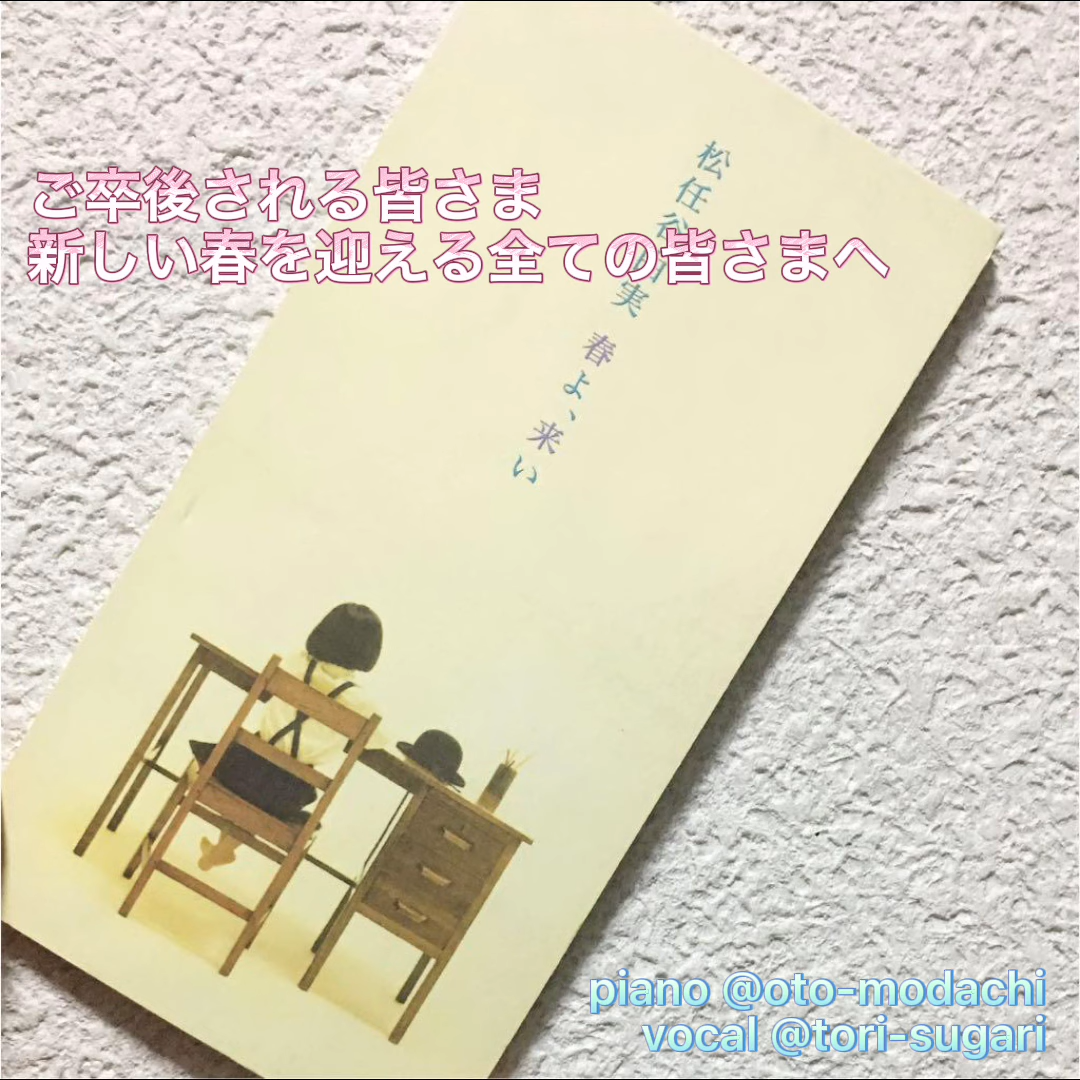 ご卒後される皆さま
新しい春を迎える全ての皆さまへ
松任谷由実 春よ、来い
piano @oto-modachi
vocal @tori-sugari